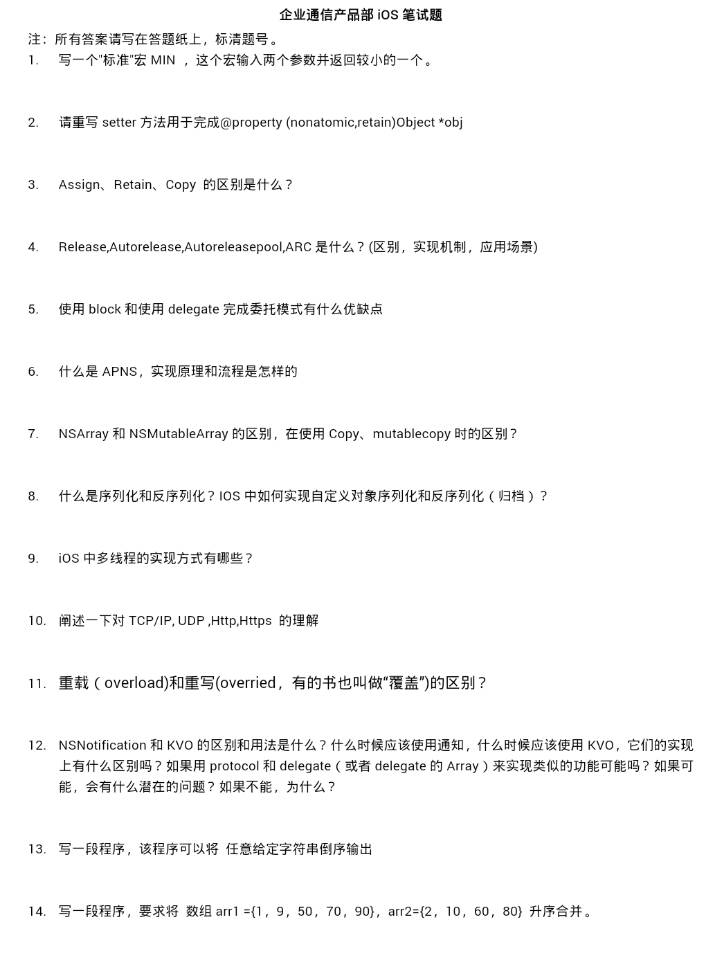 企业通信产品部 iOS 笔试题
注：所有答案请写在答题纸上，标清题号。
1. 写一个"标准"宏 MIN ，这个宏输入两个参数并返回较小的一个。
2. 请重写 setter 方法用于完成@property (nonatomic,retain)Object *obj
3. Assign、Retain、Copy 的区别是什么？
4. Release,Autorelease,Autoreleasepool,ARC 是什么？(区别，实现机制，应用场景)
5. 使用 block 和使用 delegate 完成委托模式有什么优缺点
6. 什么是 APNS，实现原理和流程是怎样的
7. NSArray 和 NSMutableArray 的区别，在使用 Copy、mutablecopy 时的区别？
8. 什么是序列化和反序列化？IOS 中如何实现自定义对象序列化和反序列化（归档）？
9. iOS 中多线程的实现方式有哪些？
10. 阐述一下对 TCP/IP, UDP ,Http,Https 的理解
11. 重载（overload)和重写(overried，有的书也叫做“覆盖”)的区别？
12. NSNotification 和 KVO 的区别和用法是什么？什么时候应该使用通知，什么时候应该使用 KVO，它们的实现
上有什么区别吗？如果用 protocol 和 delegate（或者 delegate 的 Array）来实现类似的功能可能吗？如果可
能，会有什么潜在的问题？如果不能，为什么？
13. 写一段程序，该程序可以将 任意给定字符串倒序输出
14. 写一段程序，要求将 数组 arr1 ={1，9，50，70，90}，arr2={2，10，60，80} 升序合并。